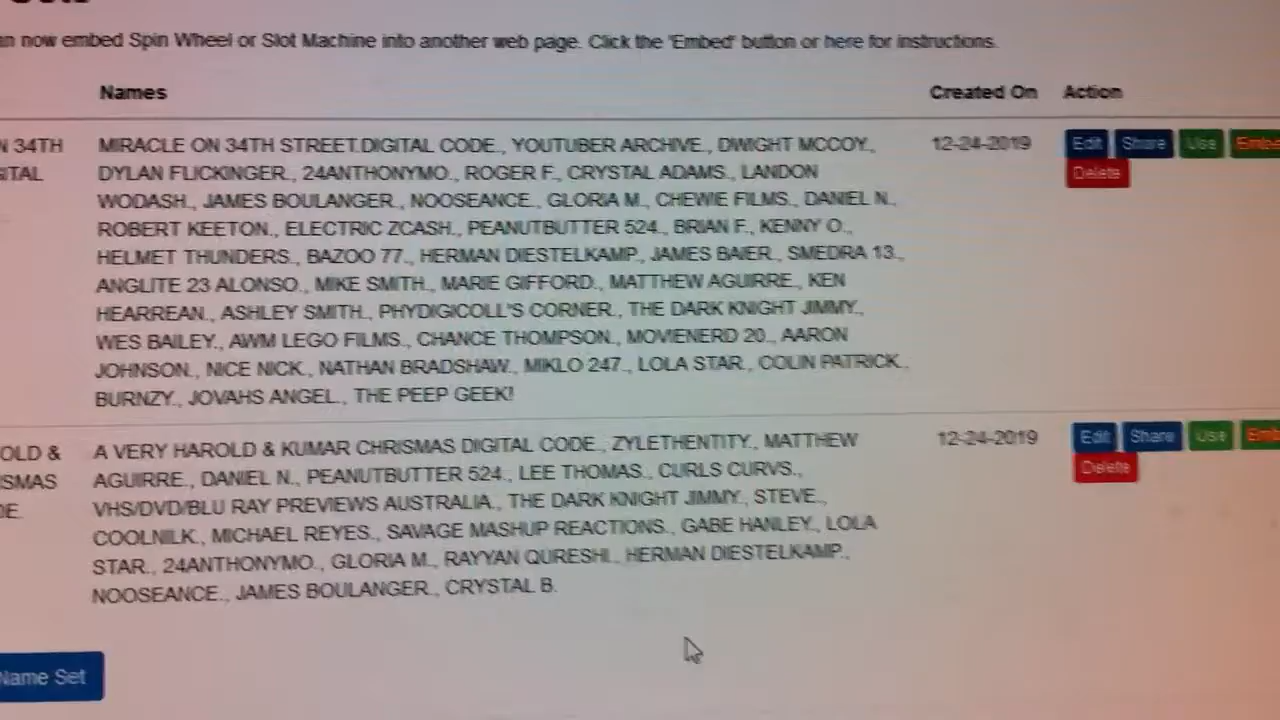 an now embed Spin Wheel or Slot Machine into another web page. Click the 'Embed' button or here for instructions.
Names Created On Action
N 34TH MIRACLE ON 34TH STREET.DIGITAL CODE., YOUTUBER ARCHIVE., DWIGHT MCCOY., 12-24-2019 Edit Share Use
ITAL DYLAN FLICKINGER., 24ANTHONYMO., ROGER F., CRYSTAL ADAMS., LANDON Delete
WODASH., JAMES BOULANGER., NOOSEANCE., GLORIA M., CHEWIE FILMS., DANIEL N.,
ROBERT KEETON., ELECTRIC ZCASH., PEANUTBUTTER 524., BRIAN F., KENNY O.,
HELMET THUNDERS., BAZOO 77., HERMAN DIESTELKAMP., JAMES BAIER., SMEDRA 13.,
ANGLITE 23 ALONSO., MIKE SMITH., MARIE GIFFORD., MATTHEW AGUIRRE., KEN
HEARREAN., ASHLEY SMITH., PHYDIGICOLL'S CORNER., THE DARK KNIGHT JIMMY.,
WES BAILEY., AWM LEGO FILMS., CHANCE THOMPSON., MOVIENERD 20., AARON
JOHNSON., NICE NICK., NATHAN BRADSHAW., MIKLO 247., LOLA STAR., COLIN PATRICK.,
BURNZY., JOVAHS ANGEL., THE PEEP GEEK!
OLD & A VERY HAROLD & KUMAR CHRISMAS DIGITAL CODE., ZYLETHENTITY., MATTHEW 12-24-2019 Edit Share Use
ISMAS AGUIRRE., DANIEL N., PEANUTBUTTER 524., LEE THOMAS., CURLS CURVS., Delete
DE. VHS/DVD/BLU RAY PREVIEWS AUSTRALIA., THE DARK KNIGHT JIMMY., STEVE.,
COOLNILK., MICHAEL REYES., SAVAGE MASHUP REACTIONS., GABE HANLEY., LOLA
STAR., 24ANTHONYMO., GLORIA M., RAYYAN QURESHI., HERMAN DIESTELKAMP.,
NOOSEANCE., JAMES BOULANGER., CRYSTAL B.
Name Set